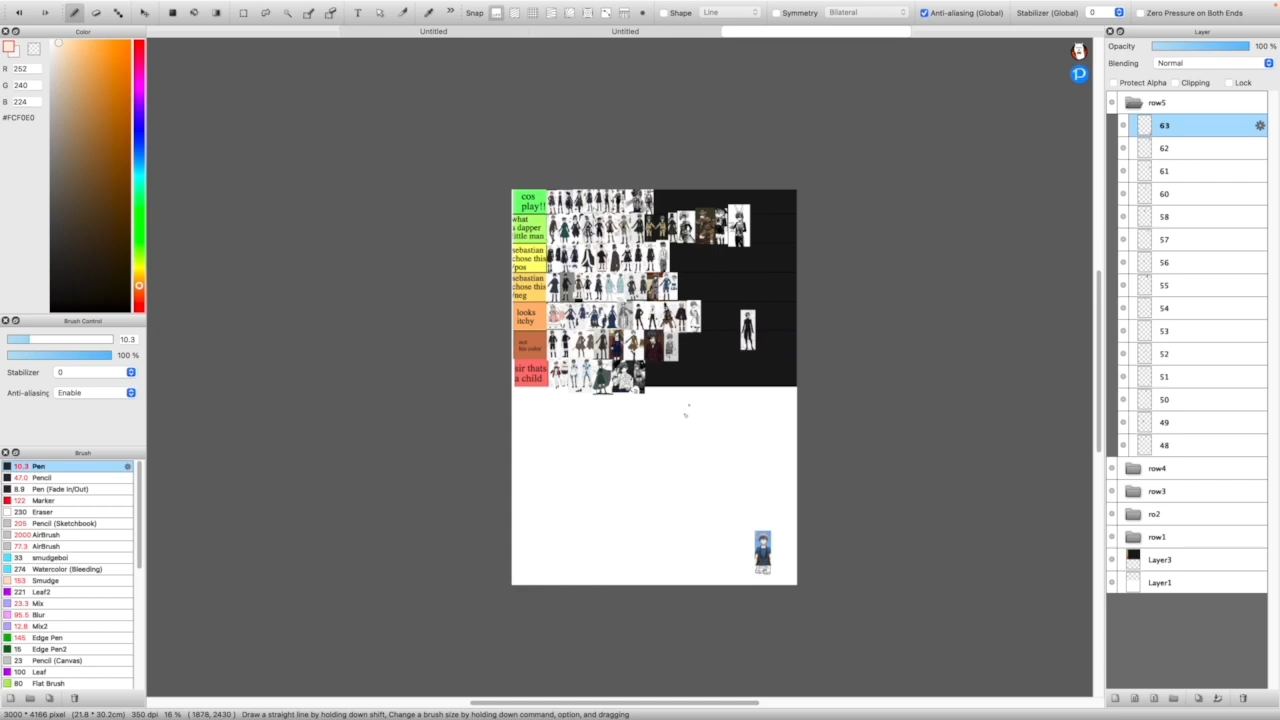 Snap
Shape
Line
Symmetry
Bilateral
Anti-aliasing (Global)
Stabilizer (Global)
0
Zero Pressure on Both Ends
Color
Untitled
Untitled
Layer
R 252
G 240
B 224
#FCF0E0
Opacity 100 %
Blending Normal
Protect Alpha Clipping Lock
row5
63
62
61
60
58
57
56
55
54
53
52
51
50
49
48
row4
row3
ro2
row1
Layer3
Layer1
Brush Control
10.3
100 %
Stabilizer 0
Anti-aliasing Enable
Brush
10.3 Pen
47.0 Pencil
8.9 Pen (Fade In/Out)
122 Marker
230 Eraser
205 Pencil (Sketchbook)
2000 AirBrush
77.3 AirBrush
33 smudgeboi
274 Watercolor (Bleeding)
153 Smudge
221 Leaf2
23.3 Mix
95.5 Blur
12.8 Mix2
145 Edge Pen
15 Edge Pen2
23 Pencil (Canvas)
100 Leaf
80 Flat Brush
cos
play!!
what
a dapper
little man
sebastian
chose this
/pos
sebastian
chose this
/neg
looks
itchy
not
his color
sir thats
a child
3000 * 4166 pixel (21.8 * 30.2cm) 350 dpi 16 % ( 1878, 2430 ) Draw a straight line by holding down shift, Change a brush size by holding down command, option, and dragging